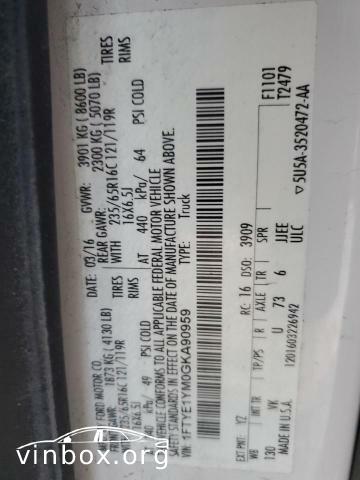 MFD. BY FORD MOTOR CO.
DATE: 03/16 GVWR: 3901 KG ( 8600 LB)
FRONT GAWR: 1873 KG ( 4130 LB) REAR GAWR: 2300 KG ( 5070 LB)
235/65R16C 121/119R TIRES WITH 235/65R16C 121/119R TIRES
16X6.5J RIMS 16X6.5J RIMS
340 kPa/ 49 PSI COLD AT 440 kPa/ 64 PSI COLD
THIS VEHICLE CONFORMS TO ALL APPLICABLE FEDERAL MOTOR VEHICLE
SAFETY STANDARDS IN EFFECT ON THE DATE OF MANUFACTURE SHOWN ABOVE.
VIN: 1FTYE1YM0GKA90959 TYPE: Truck
F1101
T2479
EXT PNT: YZ RC: 16 DSO: 3909
WB INT TR TP/PS R AXLE TR SPR
130 VK U 73 6 JJEE
MADE IN U.S.A. 1201603226942 UH
▽5U5A-3520472-AA
vinbox.org